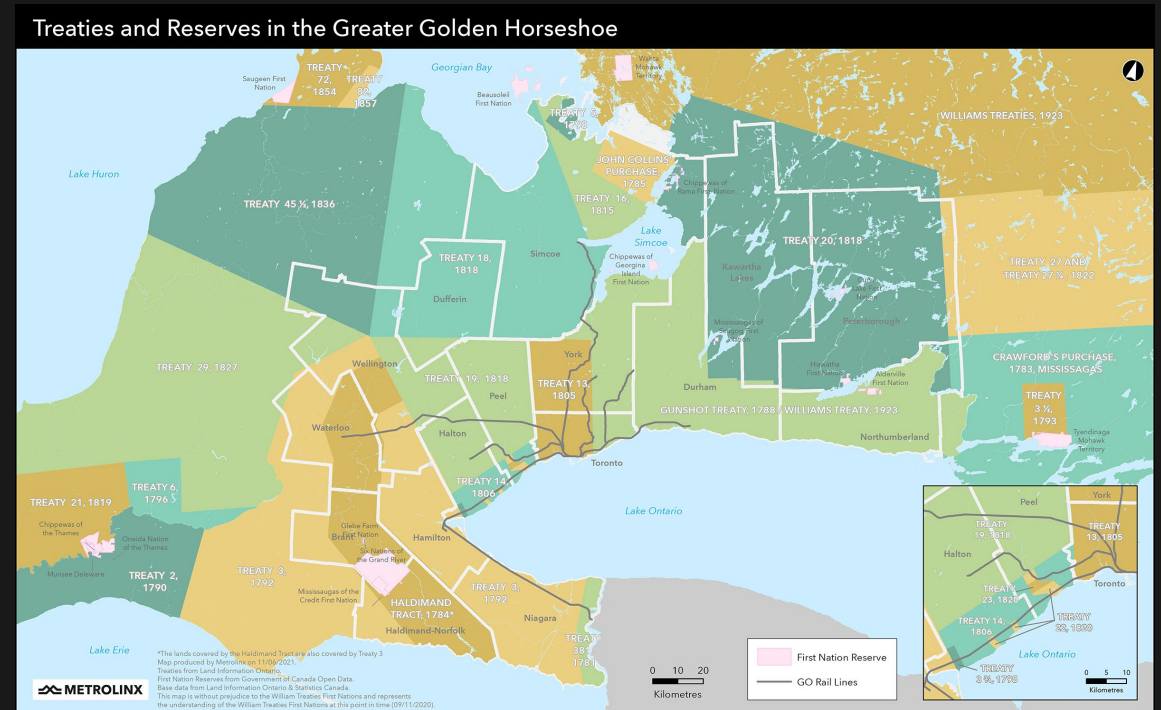 Treaties and Reserves in the Greater Golden Horseshoe
Georgian Bay
TREATY
72,
1854
TREATY
82,
1857
Saugeen First
Nation
Beausoleil
First Nation
Wahta
Mohawk
Territory
TREATY 5,
1798
WILLIAMS TREATIES, 1923
JOHN COLLINS'
PURCHASE,
1785
Chippewas of
Rama First Nation
Lake Huron
TREATY 45 ½, 1836
TREATY 16,
1815
Lake
Simcoe
TREATY 20, 1818
TREATY 18,
1818
Simcoe
Chippewas of
Georgina
Island
First Nation
Kawartha
Lakes
TREATY 27 AND
TREATY 27 ¼, 1822
Nation
Dufferin
Peterborough
Mississaugas of
Nation
TREATY 29, 1827
Wellington
York
CRAWFORD'S PURCHASE,
1783, MISSISSAGAS
TREATY 19, 1818
Peel
TREATY 13,
1805
Durham
Hiawatha
First Nation
Alderville
First Nation
TREATY
3 ½,
1793
GUNSHOT TREATY, 1788 / WILLIAMS TREATY, 1923
Waterloo
Halton
Northumberland
Tyendinaga
Mohawk
Territory
Toronto
TREATY 21, 1819
TREATY 6,
1796
TREATY 14,
1806
Lake Ontario
Chippewas of
the Thames
Oneida Nation
of the Thames
Glebe Farm
First Nation
Brant
Hamilton
Six Nations of
the Grand River
Munsee Delaware
TREATY 2,
1790
TREATY 3,
1792
Mississaugas of the
Credit First Nation
TREATY 3,
1792
HALDIMAND
TRACT, 1784*
Niagara
Haldimand-Norfolk
TREATY
381,
1781
Lake Erie
*The lands covered by the Haldimand Tract are also covered by Treaty 3
Map produced by Metrolinx on 11/06/2021.
Treaties from Land Information Ontario.
First Nation Reserves from Government of Canada Open Data.
Base data from Land Information Ontario & Statistics Canada.
This map is without prejudice to the William Treaties First Nations and represents
the understanding of the William Treaties First Nations at this point in time (09/11/2020).
METROLINX
0 10 20
Kilometres
First Nation Reserve
GO Rail Lines
Peel
York
TREATY
19, 1818
TREATY
13, 1805
Halton
Toronto
TREATY
23, 1820
TREATY 14,
1806
TREATY
22, 1820
Lake Ontario
TREATY
3 ¾, 1795
0 5 10
Kilometres